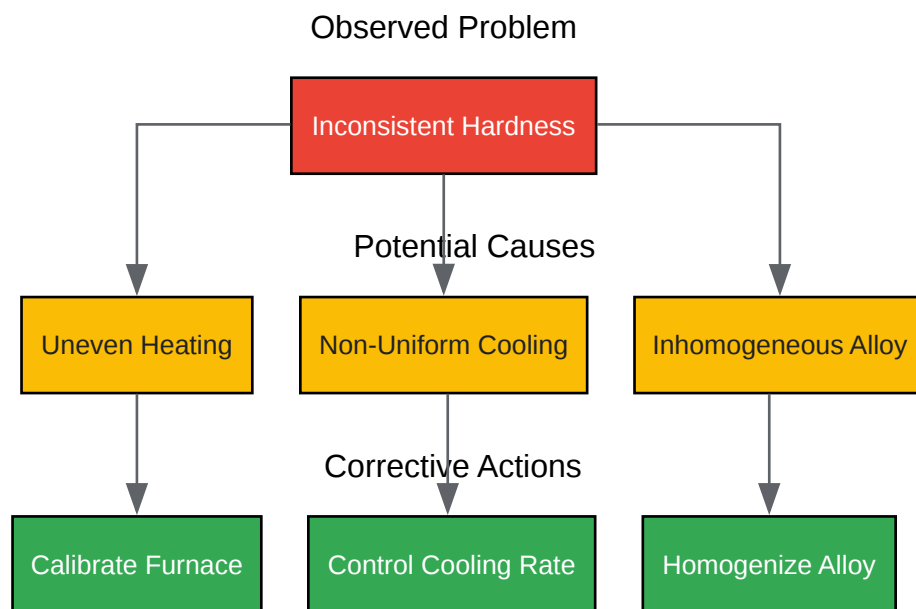 Observed Problem
Inconsistent Hardness
Potential Causes
Uneven Heating
Non-Uniform Cooling
Inhomogeneous Alloy
Corrective Actions
Calibrate Furnace
Control Cooling Rate
Homogenize Alloy